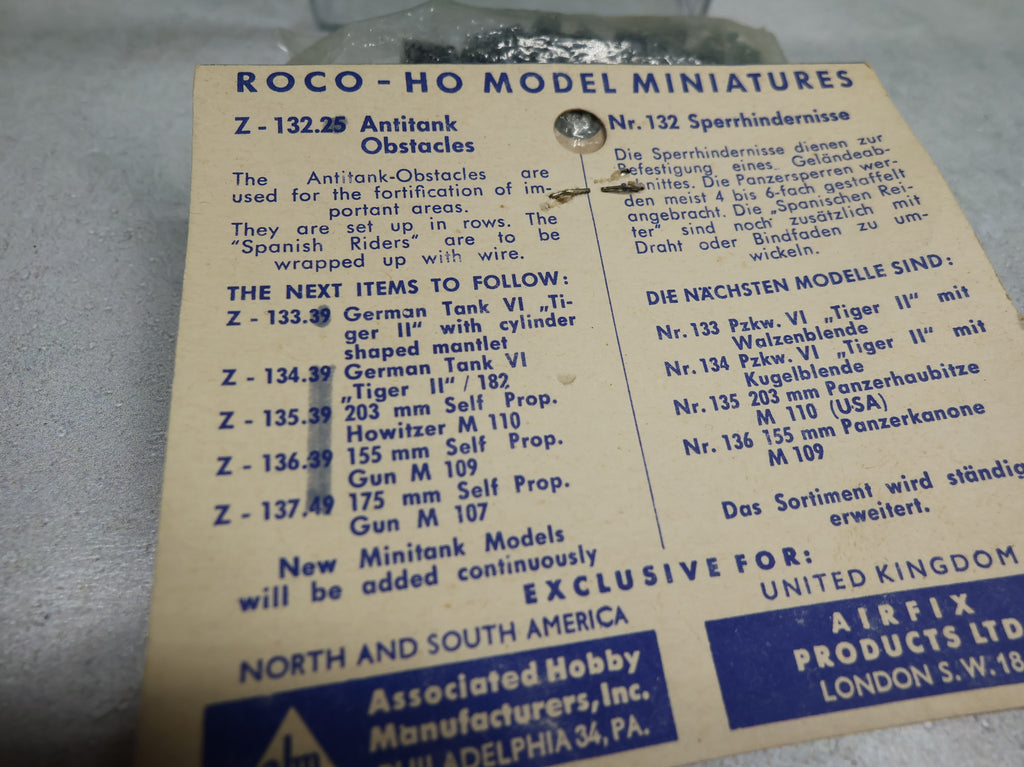 ROCO - HO MODEL MINIATURES
Z - 132.25 Antitank
Obstacles
The Antitank-Obstacles are
used for the fortification of im-
portant areas.
They are set up in rows. The
"Spanish Riders" are to be
wrapped up with wire.
THE NEXT ITEMS TO FOLLOW:
Z - 133.39 German Tank VI „Ti-
ger II" with cylinder
shaped mantlet
Z - 134.39 German Tank VI
„Tiger II" / 182
Z - 135.39 203 mm Self Prop.
Howitzer M 110
Z - 136.39 155 mm Self Prop.
Gun M 109
Z - 137.49 175 mm Self Prop.
Gun M 107
New Minitank Models
will be added continuously
Nr. 132 Sperrhindernisse
Die Sperrhindernisse dienen zur
Befestigung eines Geländeab-
schnittes. Die Panzersperren wer-
den meist 4 bis 6-fach gestaffelt
angebracht. Die „Spanischen Rei-
ter" sind noch zusätzlich mit
Draht oder Bindfaden zu um-
wickeln.
DIE NÄCHSTEN MODELLE SIND:
Nr. 133 Pzkw. VI „Tiger II" mit
Walzenblende
Nr. 134 Pzkw. VI „Tiger II" mit
Kugelblende
Nr. 135 203 mm Panzerhaubitze
M 110 (USA)
Nr. 136 155 mm Panzerkanone
M 109
Das Sortiment wird ständig
erweitert.
EXCLUSIVE FOR:
NORTH AND SOUTH AMERICA
Associated Hobby
Manufacturers, Inc.
PHILADELPHIA 34, PA.
UNITED KINGDOM
AIRFIX
PRODUCTS LTD
LONDON S.W. 18